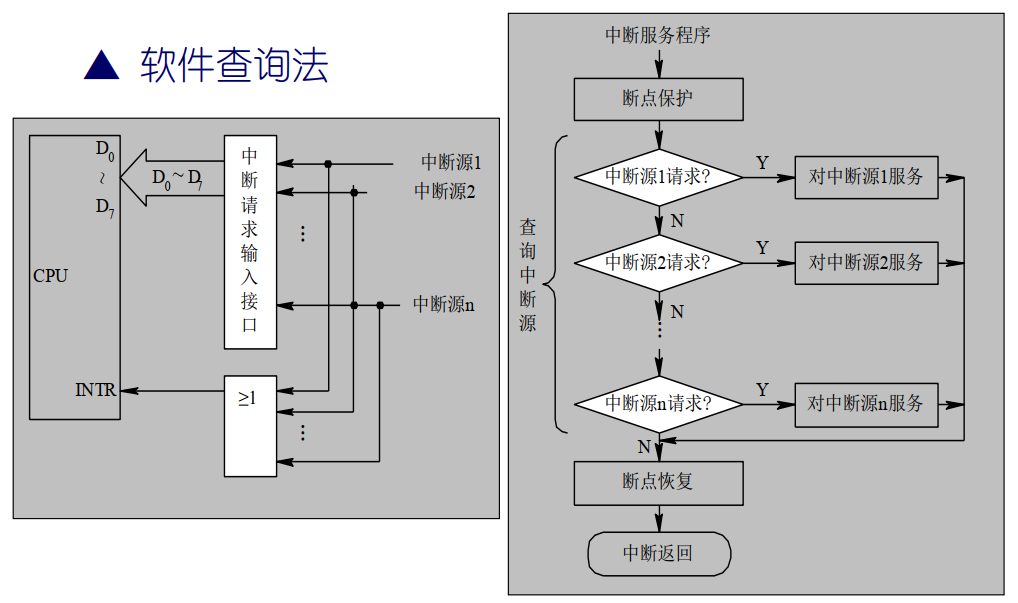 ▲ 软件查询法
D0
~
D7
D0~D7
CPU
INTR
中断请求输入接口
≥1
中断源1
中断源2
⋮
中断源n
⋮
中断服务程序
断点保护
查询中断源
中断源1请求?
Y
对中断源1服务
N
中断源2请求?
Y
对中断源2服务
N
⋮
中断源n请求?
Y
对中断源n服务
N
断点恢复
中断返回